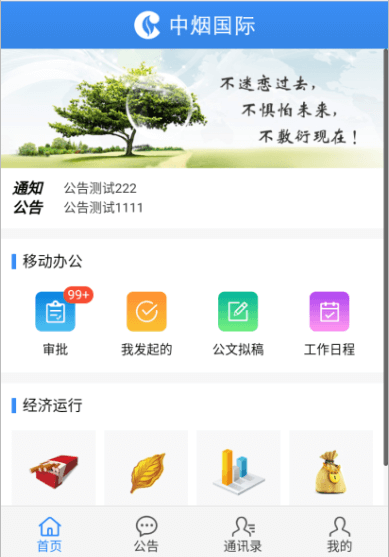 中烟国际
不迷恋过去，
不惧怕未来，
不敷衍现在！
通知 公告测试222
公告 公告测试1111
移动办公
99+
审批 我发起的 公文拟稿 工作日程
经济运行
首页 公告 通讯录 我的